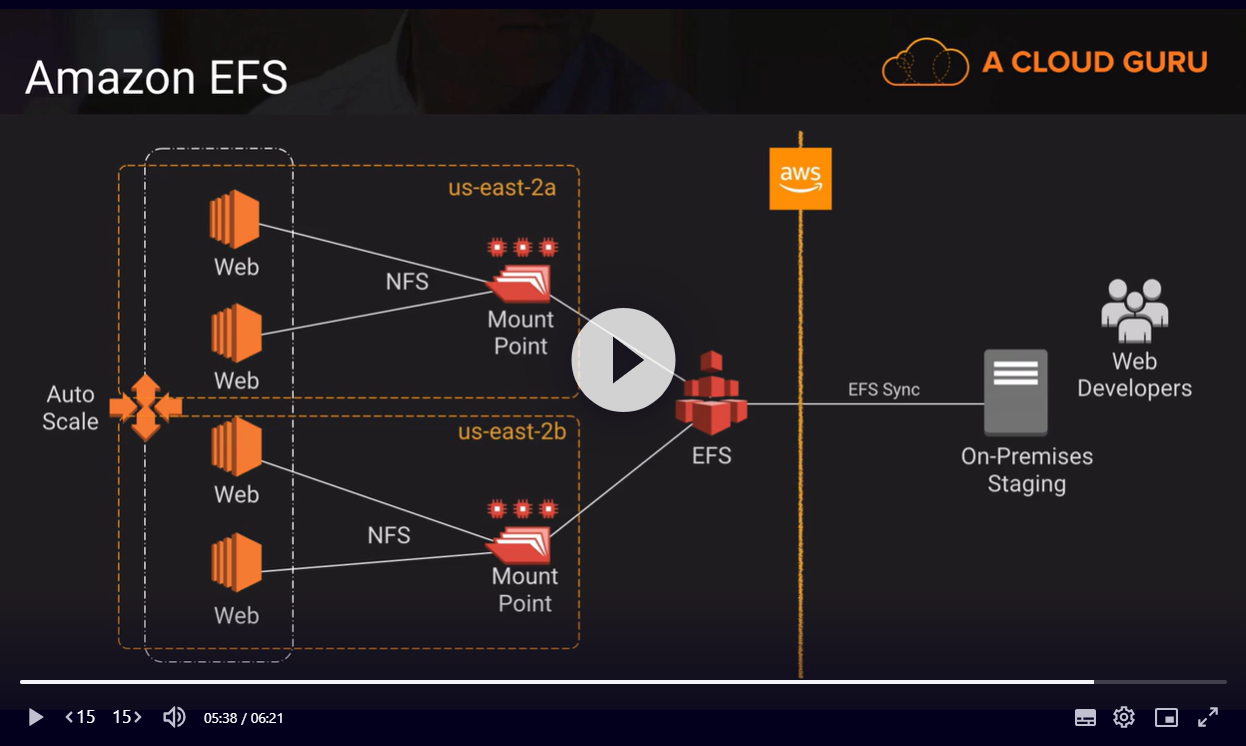 Amazon EFS
A CLOUD GURU
us-east-2a
aws
Web
NFS
Mount
Point
Web
Web
Developers
Auto
Scale
EFS Sync
us-east-2b
EFS
On-Premises
Staging
Web
NFS
Mount
Point
Web
15
15
05:38 / 06:21